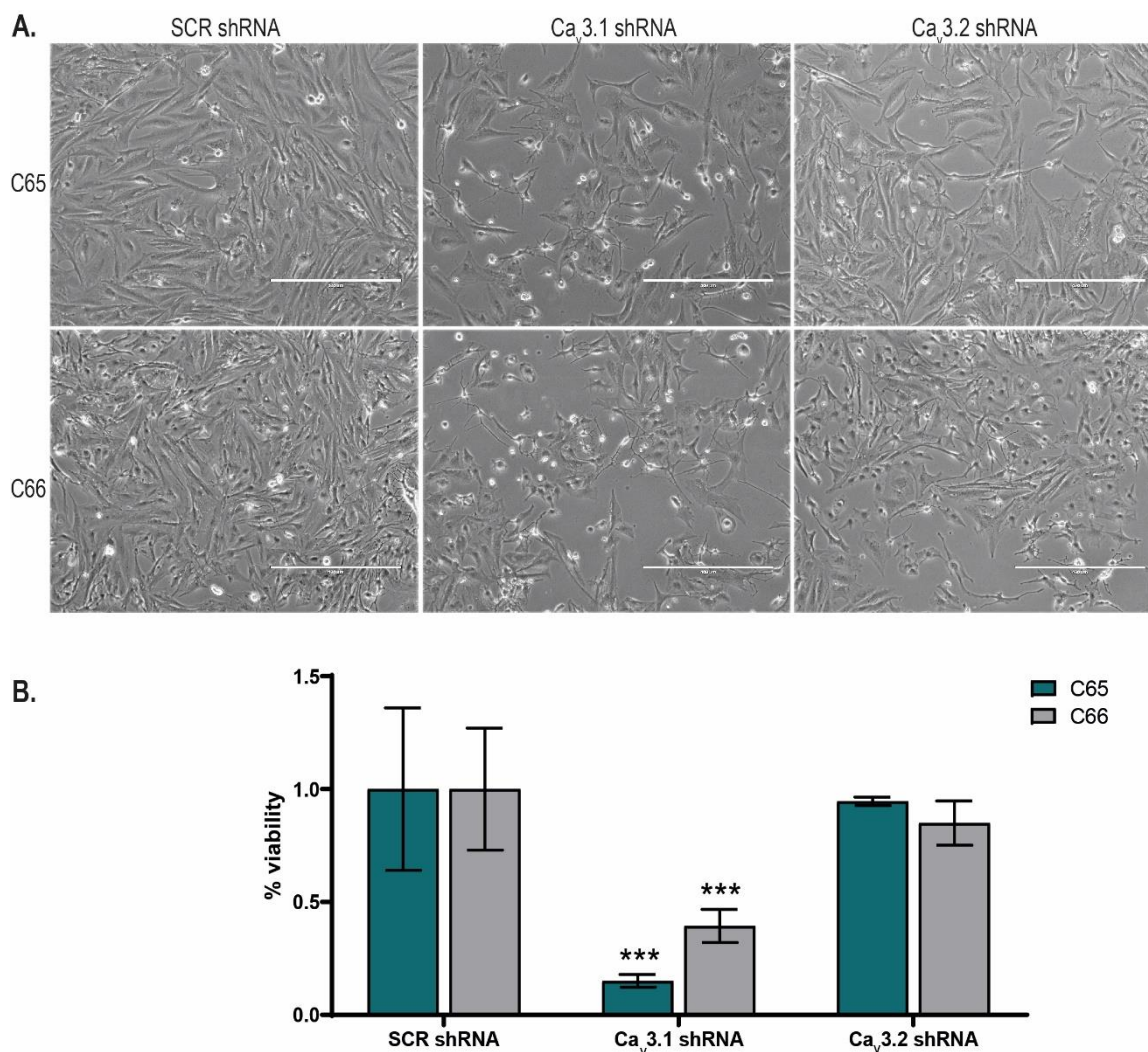 A.
SCR shRNA
Caᵥ3.1 shRNA
Caᵥ3.2 shRNA
C65
C66
B.
1.5
1.0
0.5
0.0
% viability
***
***
SCR shRNA
Caᵥ3.1 shRNA
Caᵥ3.2 shRNA
C65
C66